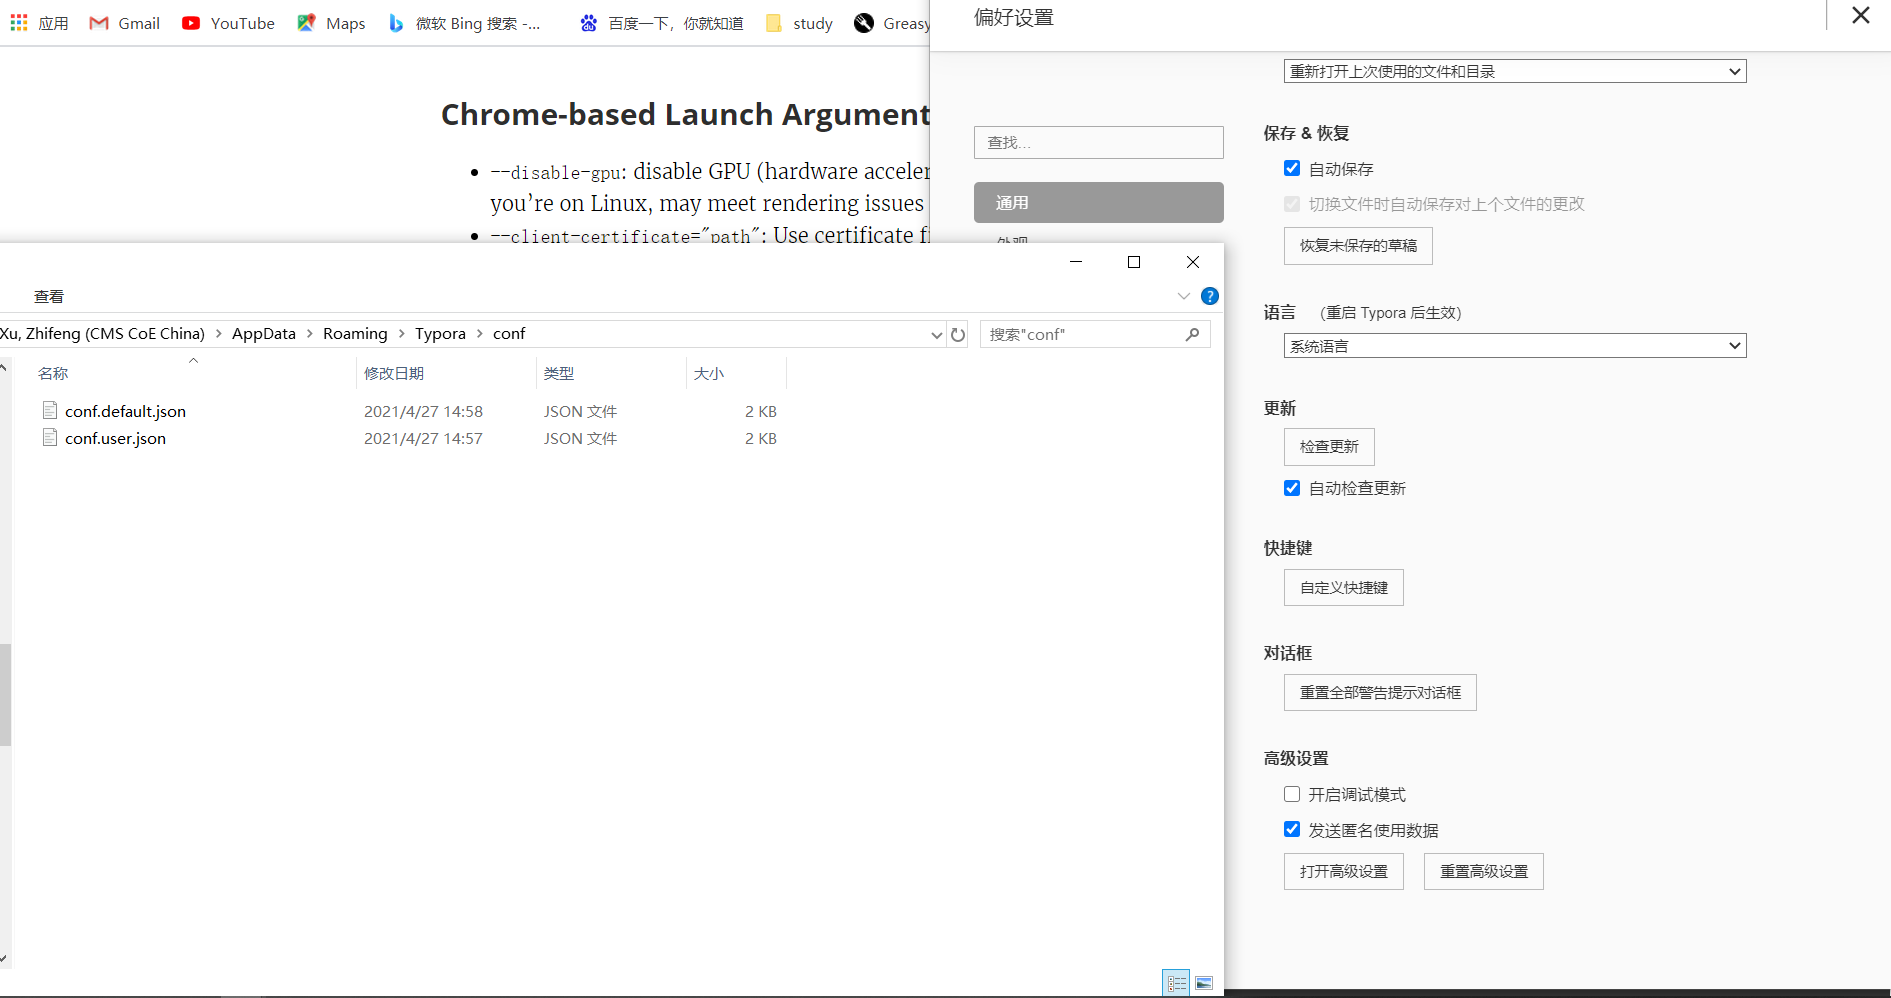 应用
Gmail
YouTube
Maps
微软 Bing 搜索 -...
百度一下，你就知道
study
Greasy
Chrome-based Launch Argument
--disable-gpu: disable GPU (hardware acceler
you’re on Linux, may meet rendering issues
--client-certificate="path": Use certificate f
查看
Xu, Zhifeng (CMS CoE China) > AppData > Roaming > Typora > conf
搜索"conf"
名称 修改日期 类型 大小
conf.default.json 2021/4/27 14:58 JSON 文件 2 KB
conf.user.json 2021/4/27 14:57 JSON 文件 2 KB
偏好设置
查找...
通用
外观
重新打开上次使用的文件和目录
保存 & 恢复
自动保存
切换文件时自动保存对上个文件的更改
恢复未保存的草稿
语言 （重启 Typora 后生效)
系统语言
更新
检查更新
自动检查更新
快捷键
自定义快捷键
对话框
重置全部警告提示对话框
高级设置
开启调试模式
发送匿名使用数据
打开高级设置 重置高级设置